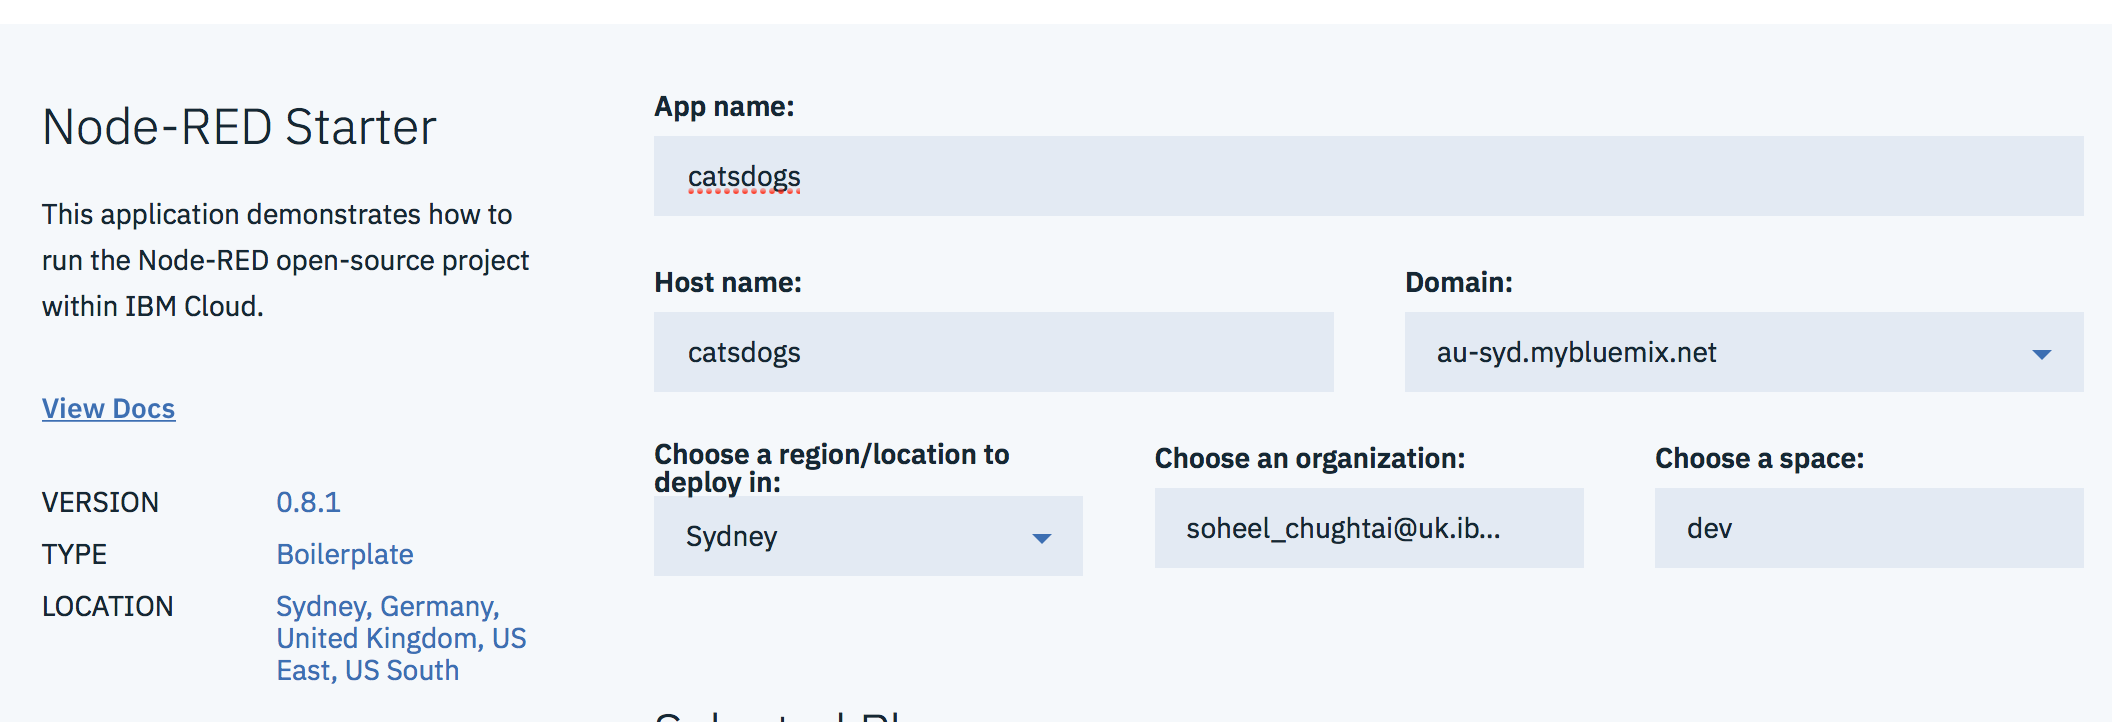 Node-RED Starter
This application demonstrates how to
run the Node-RED open-source project
within IBM Cloud.
View Docs
VERSION 0.8.1
TYPE Boilerplate
LOCATION Sydney, Germany,
United Kingdom, US
East, US South
App name:
catsdogs
Host name:
catsdogs
Domain:
au-syd.mybluemix.net
Choose a region/location to
deploy in:
Sydney
Choose an organization:
soheel_chughtai@uk.ib...
Choose a space:
dev